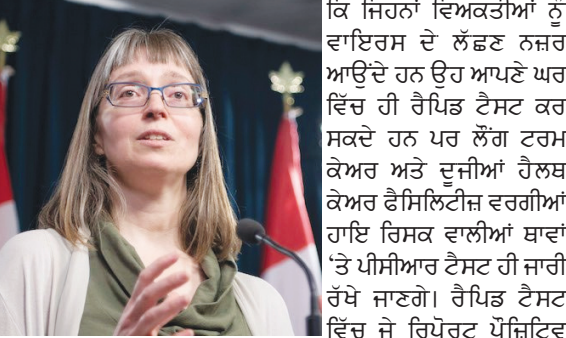 ਕਿ ਜਿਹਨਾਂ ਵਿਅਕਤੀਆਂ ਨੂੰ
ਵਾਇਰਸ ਦੇ ਲੱਛਣ ਨਜ਼ਰ
ਆਉਂਦੇ ਹਨ ਉਹ ਆਪਣੇ ਘਰ
ਵਿੱਚ ਹੀ ਰੈਪਿਡ ਟੈਸਟ ਕਰ
ਸਕਦੇ ਹਨ ਪਰ ਲੌਂਗ ਟਰਮ
ਕੇਅਰ ਅਤੇ ਦੂਜੀਆਂ ਹੈਲਥ
ਕੇਅਰ ਫੈਸਿਲਿਟੀਜ਼ ਵਰਗੀਆਂ
ਹਾਇ ਰਿਸਕ ਵਾਲੀਆਂ ਥਾਵਾਂ
‘ਤੇ ਪੀਸੀਆਰ ਟੈਸਟ ਹੀ ਜਾਰੀ
ਰੱਖੇ ਜਾਣਗੇ। ਰੈਪਿਡ ਟੈਸਟ
ਵਿੱਚ ਜੇ ਰਿਪੋਰਟ ਪੌਜ਼ਿਟਿਵ